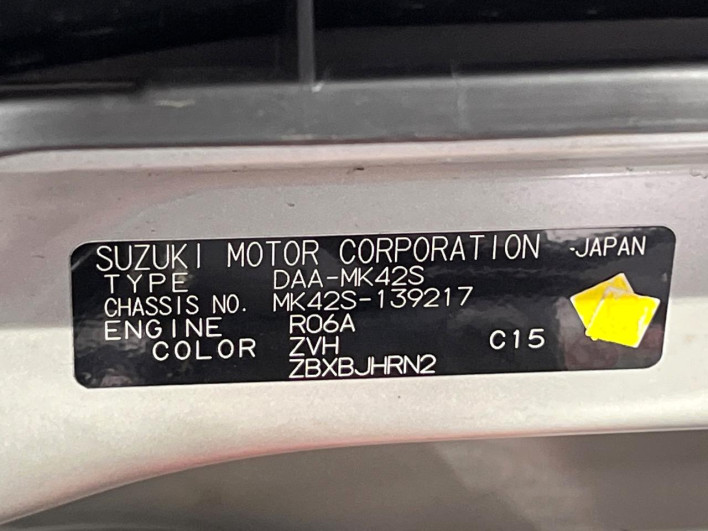 SUZUKI MOTOR CORPORATION -JAPAN
TYPE DAA-MK42S
CHASSIS NO. MK42S-139217
ENGINE R06A
COLOR ZVH C15
ZBXBJHRN2